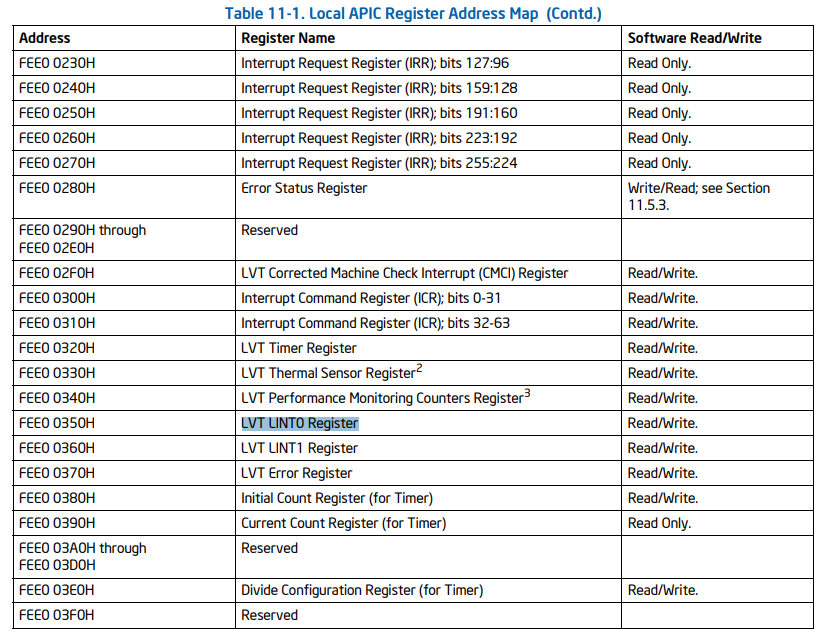 Table 11-1. Local APIC Register Address Map (Contd.)
Address Register Name Software Read/Write
FEE0 0230H Interrupt Request Register (IRR); bits 127:96 Read Only.
FEE0 0240H Interrupt Request Register (IRR); bits 159:128 Read Only.
FEE0 0250H Interrupt Request Register (IRR); bits 191:160 Read Only.
FEE0 0260H Interrupt Request Register (IRR); bits 223:192 Read Only.
FEE0 0270H Interrupt Request Register (IRR); bits 255:224 Read Only.
FEE0 0280H Error Status Register Write/Read; see Section
11.5.3.
FEE0 0290H through Reserved
FEE0 02E0H
FEE0 02F0H LVT Corrected Machine Check Interrupt (CMCI) Register Read/Write.
FEE0 0300H Interrupt Command Register (ICR); bits 0-31 Read/Write.
FEE0 0310H Interrupt Command Register (ICR); bits 32-63 Read/Write.
FEE0 0320H LVT Timer Register Read/Write.
FEE0 0330H LVT Thermal Sensor Register2 Read/Write.
FEE0 0340H LVT Performance Monitoring Counters Register3 Read/Write.
FEE0 0350H LVT LINT0 Register Read/Write.
FEE0 0360H LVT LINT1 Register Read/Write.
FEE0 0370H LVT Error Register Read/Write.
FEE0 0380H Initial Count Register (for Timer) Read/Write.
FEE0 0390H Current Count Register (for Timer) Read Only.
FEE0 03A0H through Reserved
FEE0 03D0H
FEE0 03E0H Divide Configuration Register (for Timer) Read/Write.
FEE0 03F0H Reserved